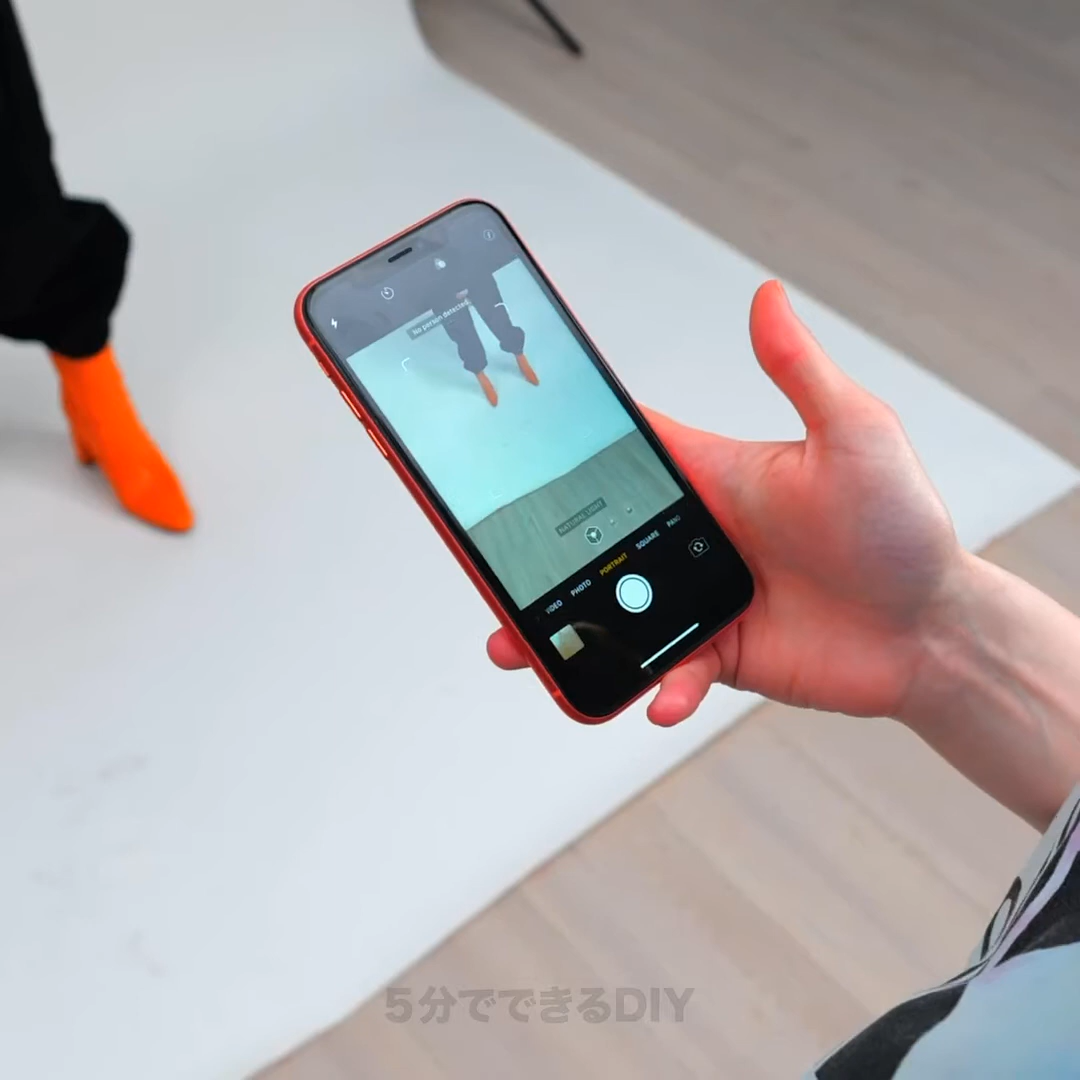 No person detected
NATURAL LIGHT
VIDEO PHOTO PORTRAIT SQUARE PANO
5分でできるDIY